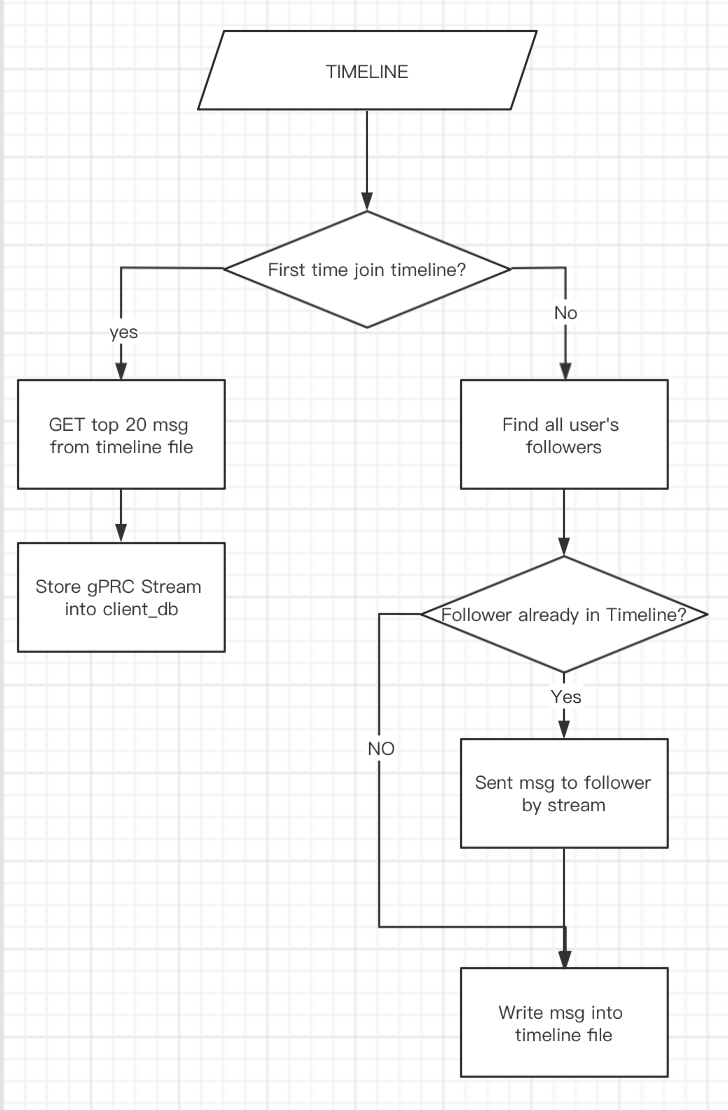 TIMELINE
First time join timeline?
yes
No
GET top 20 msg
from timeline file
Find all user's
followers
Store gPRC Stream
into client_db
Follower already in Timeline?
Yes
NO
Sent msg to follower
by stream
Write msg into
timeline file